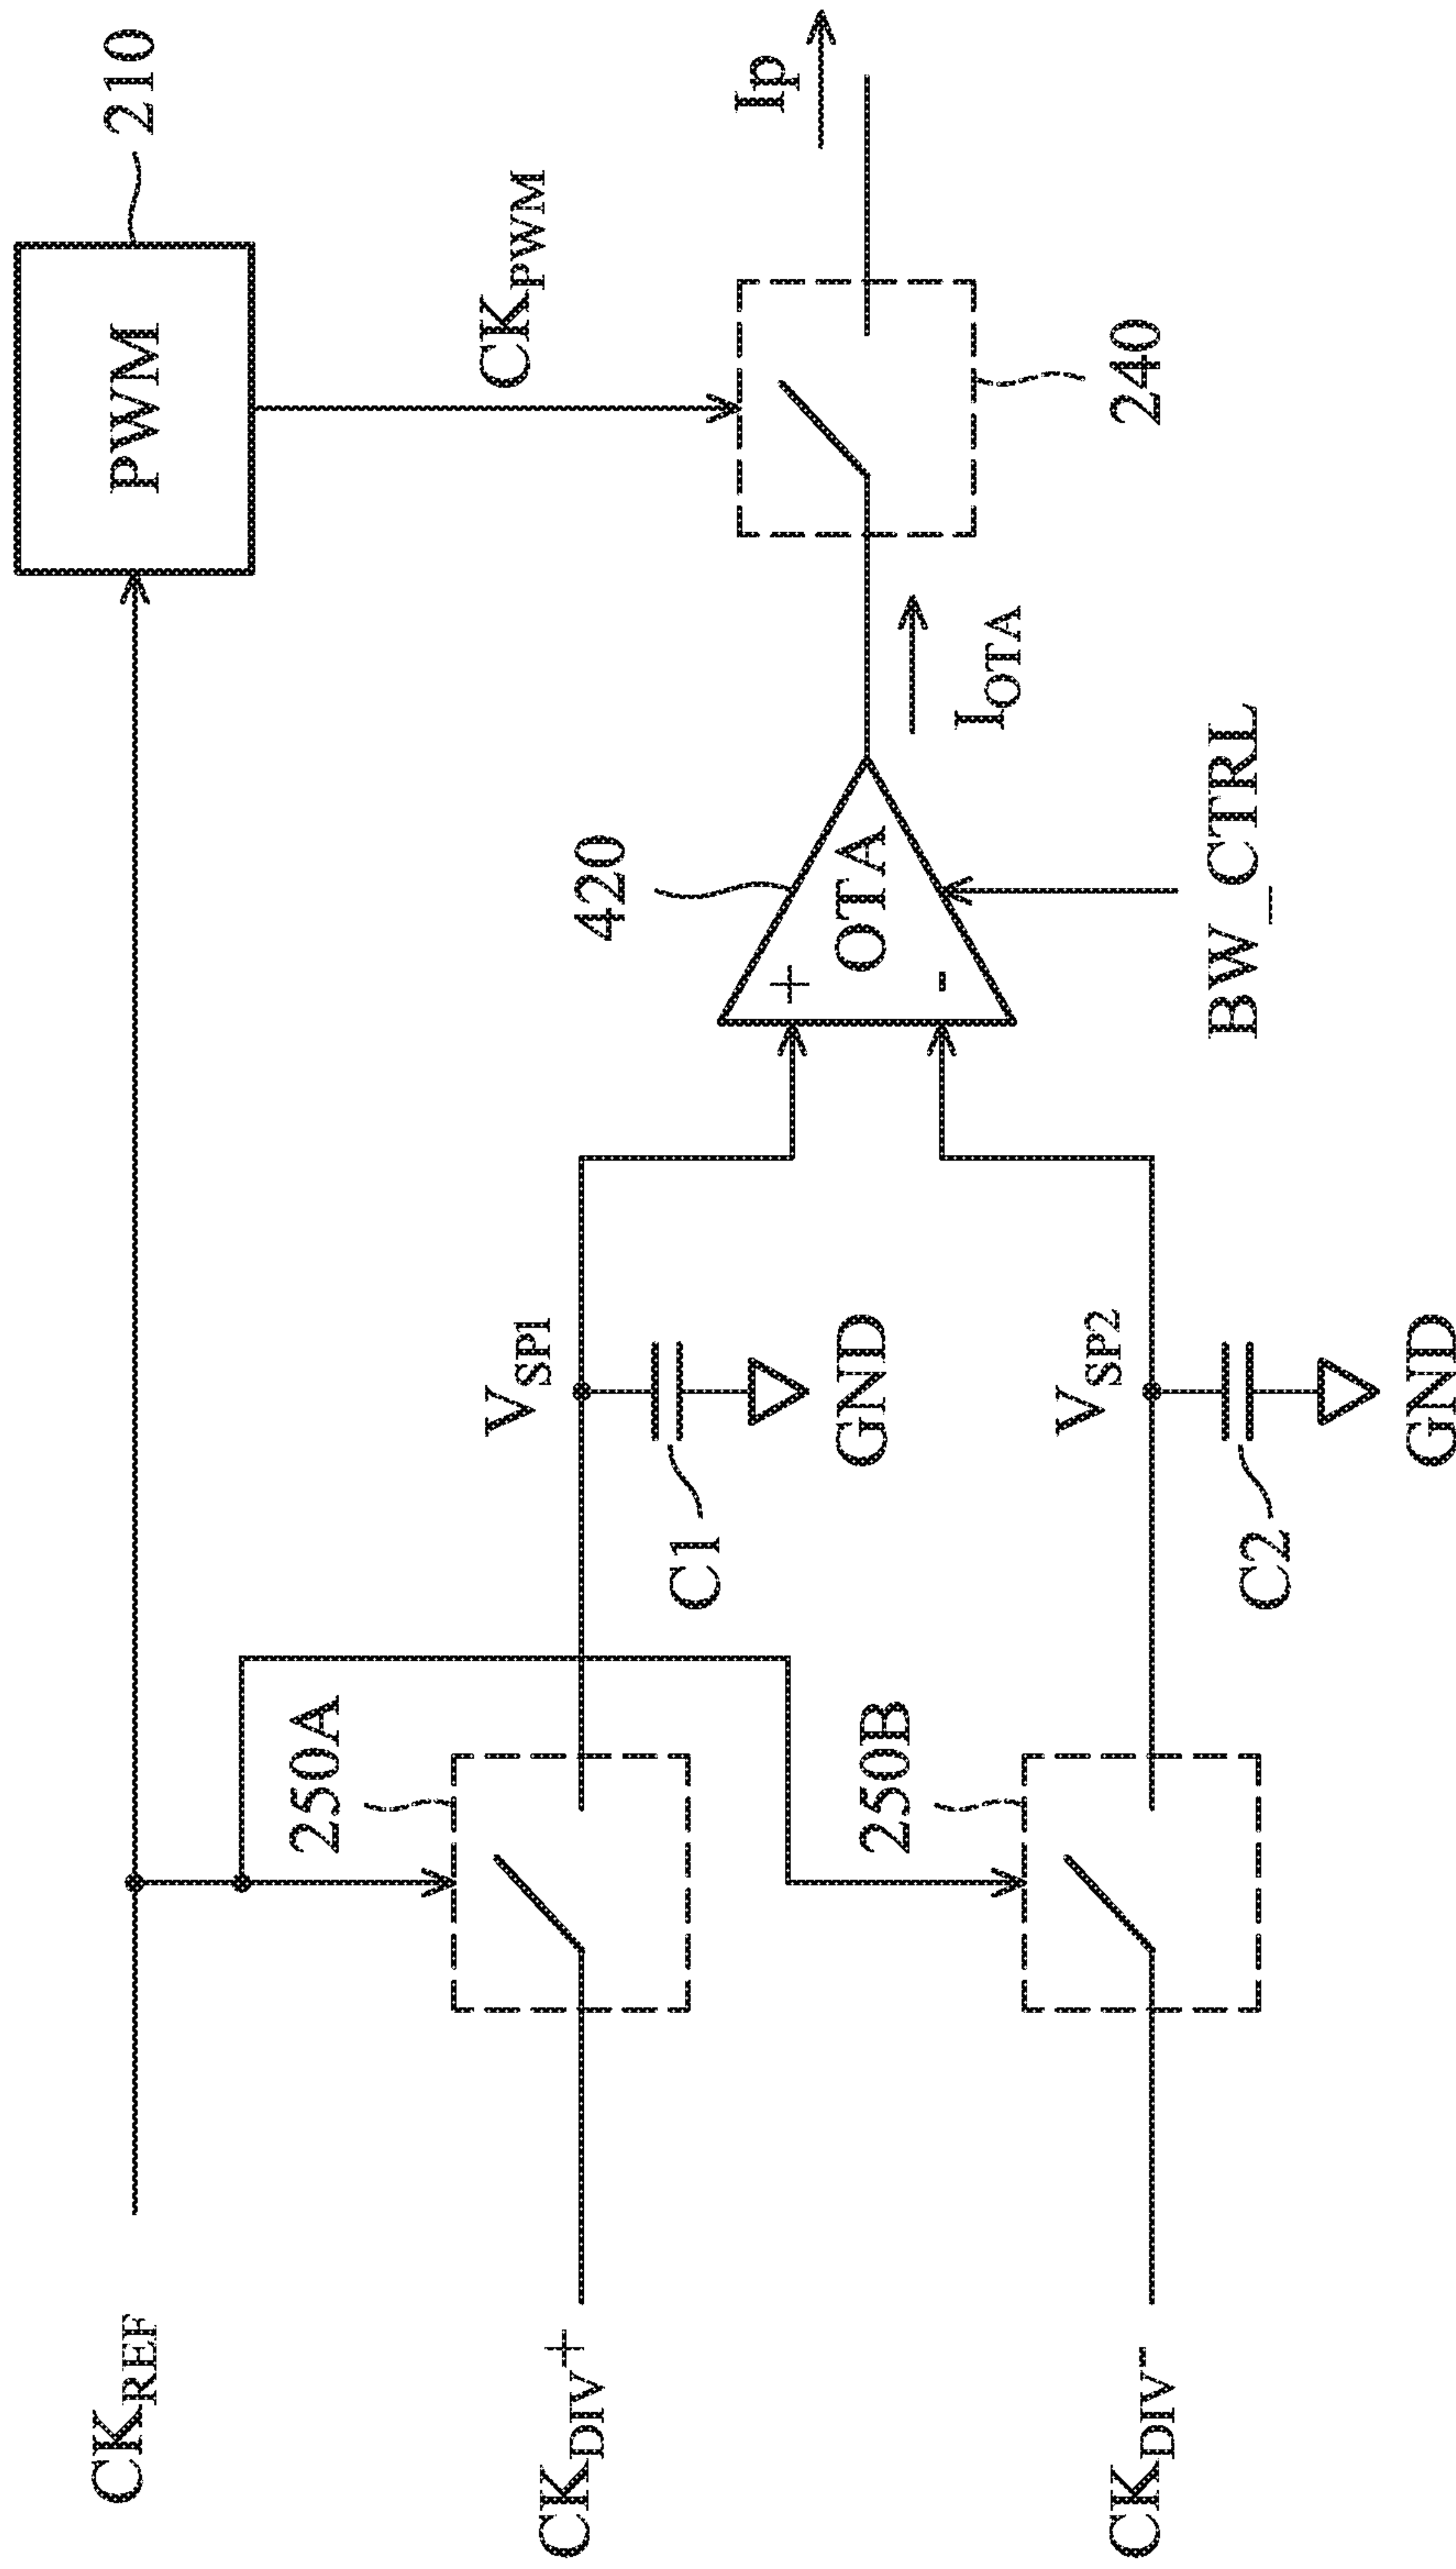 CKREF
PWM
210
CKPWM
250A
CKDIV+
VSP1
C1
GND
420
+
-
OTA
IOTA
BW_CTRL
240
Ip
250B
CKDIV-
VSP2
C2
GND